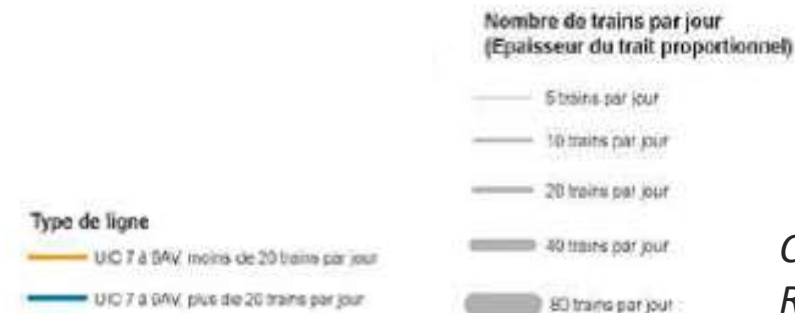 Nombre de trains par jour
(Epaisseur du trait proportionnel)
5 trains par jour
10 trains par jour
20 trains par jour
40 trains par jour
80 trains par jour
Type de ligne
UIC 7 à 9AV, moins de 20 trains par jour
UIC 7 à 9AV, plus de 20 trains par jour